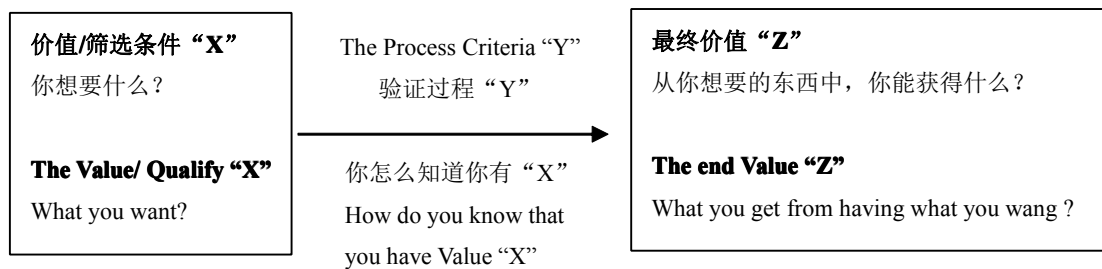 价值/筛选条件“X”
你想要什么？
The Value/ Qualify “X”
What you want?
The Process Criteria “Y”
验证过程“Y”
你怎么知道你有“X”
How do you know that
you have Value “X”
最终价值“Z”
从你想要的东西中，你能获得什么？
The end Value “Z”
What you get from having what you wang ?